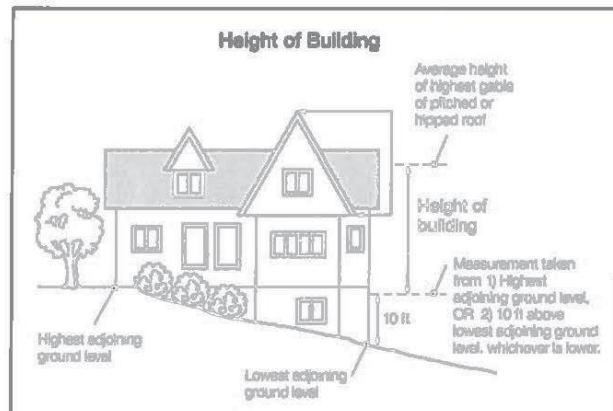 Height of Building
Average height
of highest gable
of pitched or
hipped roof
Height of
building
Measurement taken
from 1) Highest
adjoining ground level,
OR 2) 10 ft above
lowest adjoining ground
level, whichever is lower.
10 ft
Highest adjoining
ground level
Lowest adjoining
ground level